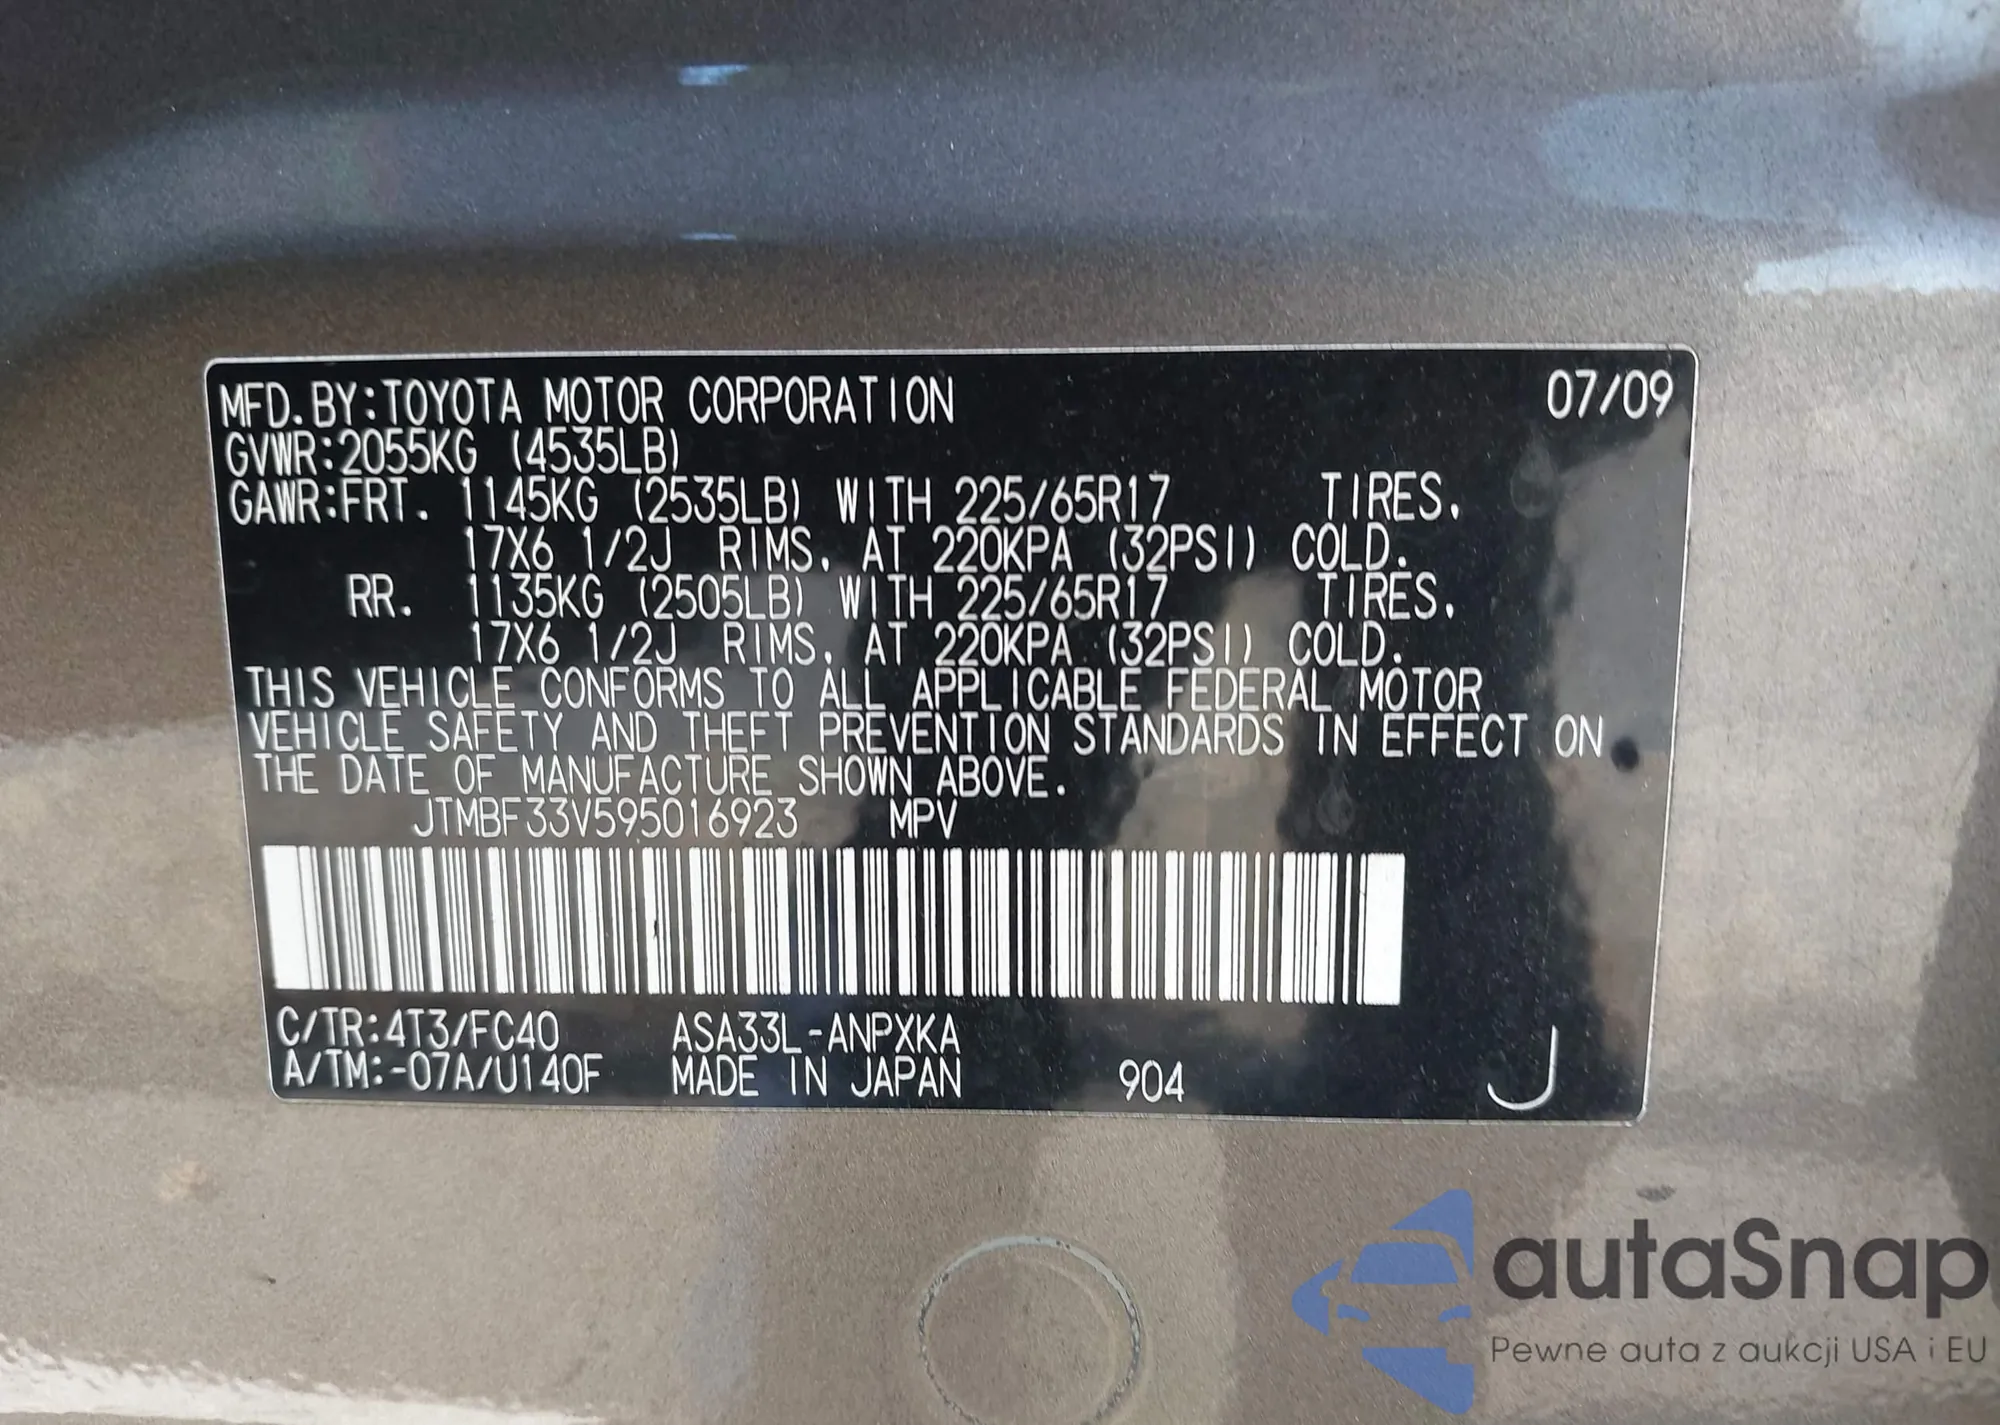 MFD.BY:TOYOTA MOTOR CORPORATION 07/09
GVWR:2055KG (4535LB)
GAWR:FRT. 1145KG (2535LB) WITH 225/65R17 TIRES.
17X6 1/2J RIMS, AT 220KPA (32PSI) COLD.
RR. 1135KG (2505LB) WITH 225/65R17 TIRES.
17X6 1/2J RIMS, AT 220KPA (32PSI) COLD.
THIS VEHICLE CONFORMS TO ALL APPLICABLE FEDERAL MOTOR
VEHICLE SAFETY AND THEFT PREVENTION STANDARDS IN EFFECT ON
THE DATE OF MANUFACTURE SHOWN ABOVE.
JTMBF33V595016923 MPV
C/TR:4T3/FC40 ASA33L-ANPXKA
A/TM:-07A/U140F MADE IN JAPAN 904 J
autaSnap
Pewne auta z aukcji USA i EU